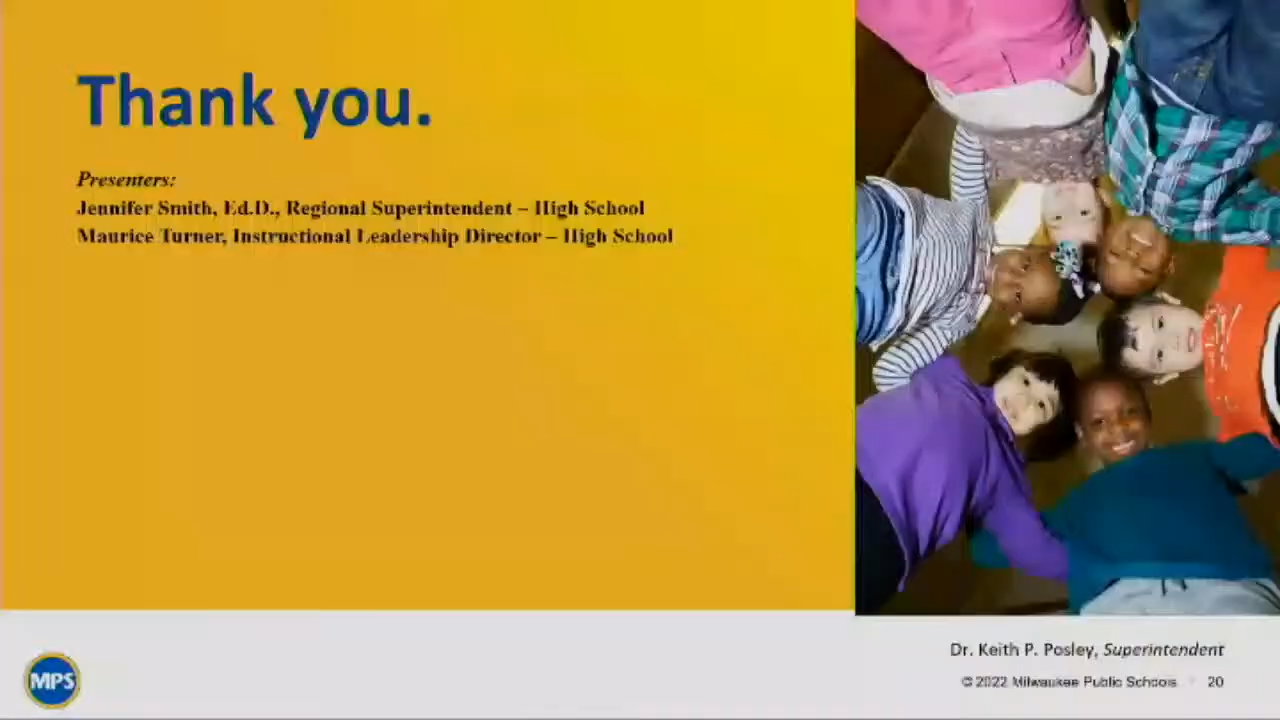 Thank you.
Presenters:
Jennifer Smith, Ed.D., Regional Superintendent – High School
Maurice Turner, Instructional Leadership Director – High School
Dr. Keith P. Posley, Superintendent
MPS
© 2022 Milwaukee Public Schools | 20